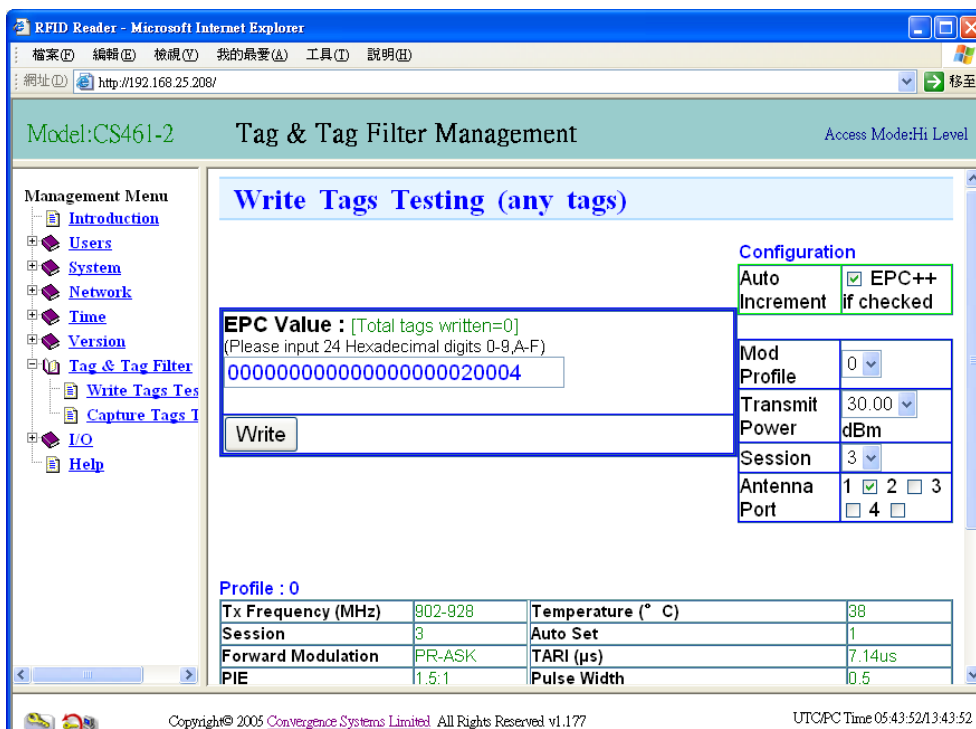 RFID Reader - Microsoft Internet Explorer
檔案(F) 編輯(E) 檢視(V) 我的最愛(A) 工具(T) 說明(H)
網址(D) http://192.168.25.208/ 移至
Model:CS461-2 Tag & Tag Filter Management Access Mode:Hi Level
Management Menu
Introduction
Users
System
Network
Time
Version
Tag & Tag Filter
Write Tags Tes
Capture Tags T
I/O
Help
Write Tags Testing (any tags)
Configuration
Auto Increment EPC++ if checked
EPC Value : [Total tags written=0]
(Please input 24 Hexadecimal digits 0-9,A-F)
000000000000000000020004
Write
Mod Profile 0
Transmit Power 30.00 dBm
Session 3
Antenna Port 1 2 3 4
Profile : 0
Tx Frequency (MHz) 902-928 Temperature (° C) 38
Session 3 Auto Set 1
Forward Modulation PR-ASK TARI (µs) 7.14us
PIE 1.5:1 Pulse Width 0.5
Copyright© 2005 Convergence Systems Limited All Rights Reserved v1.177 UTC/PC Time 05:43:52/13:43:52